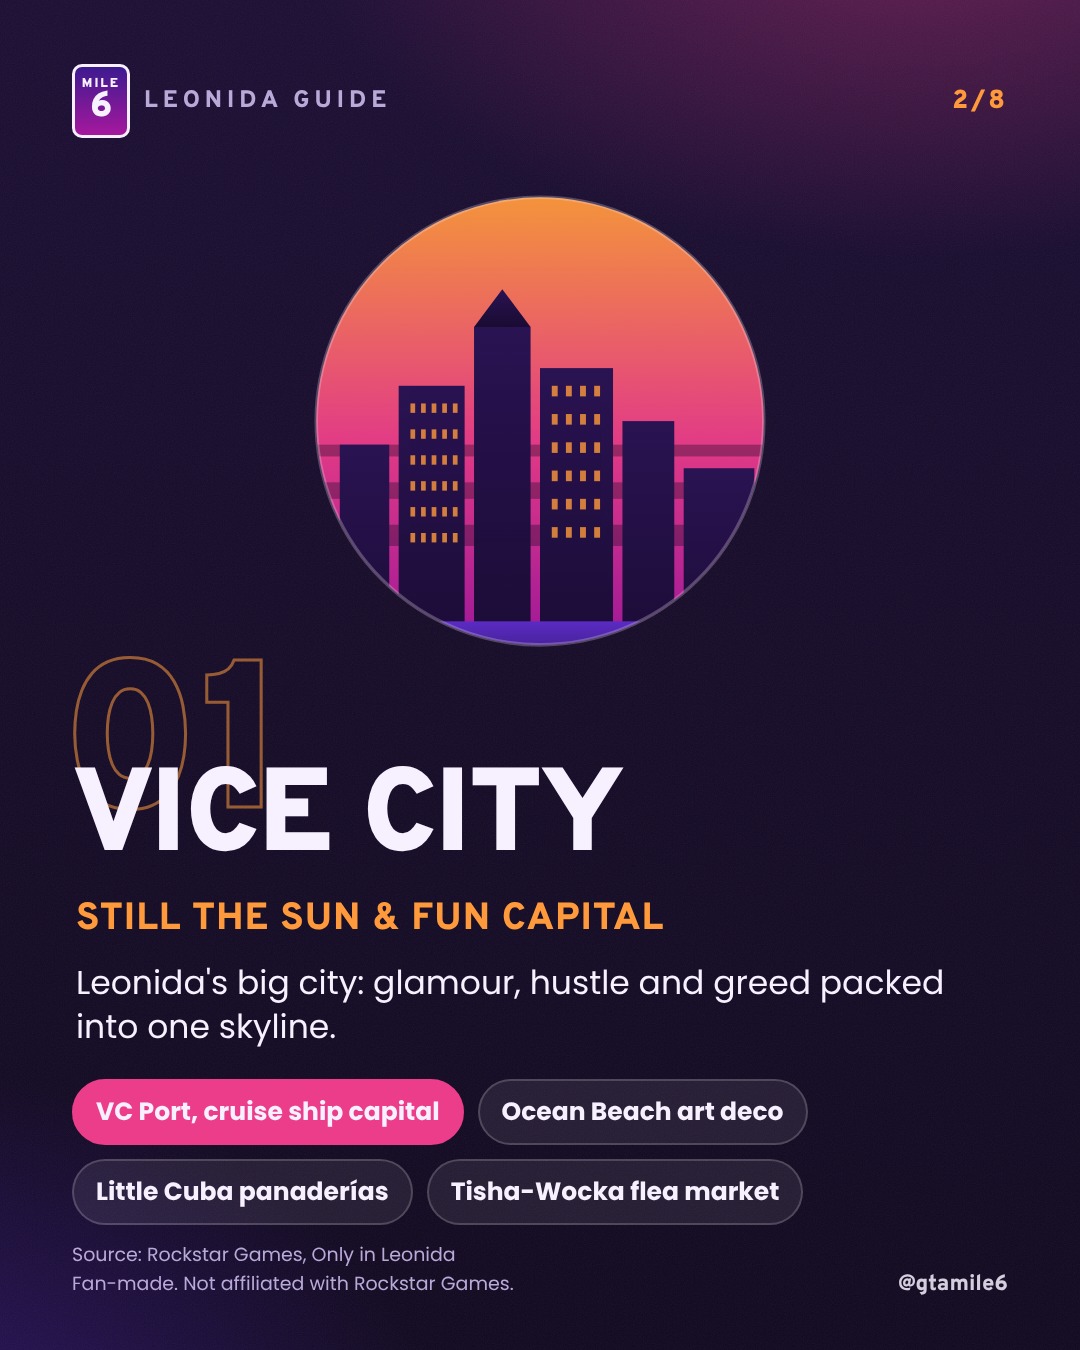 MILE
6
LEONIDA GUIDE
2/8
01
VICE CITY
STILL THE SUN & FUN CAPITAL
Leonida's big city: glamour, hustle and greed packed
into one skyline.
VC Port, cruise ship capital
Ocean Beach art deco
Little Cuba panaderías
Tisha-Wocka flea market
Source: Rockstar Games, Only in Leonida
Fan-made. Not affiliated with Rockstar Games.
@gtamile6